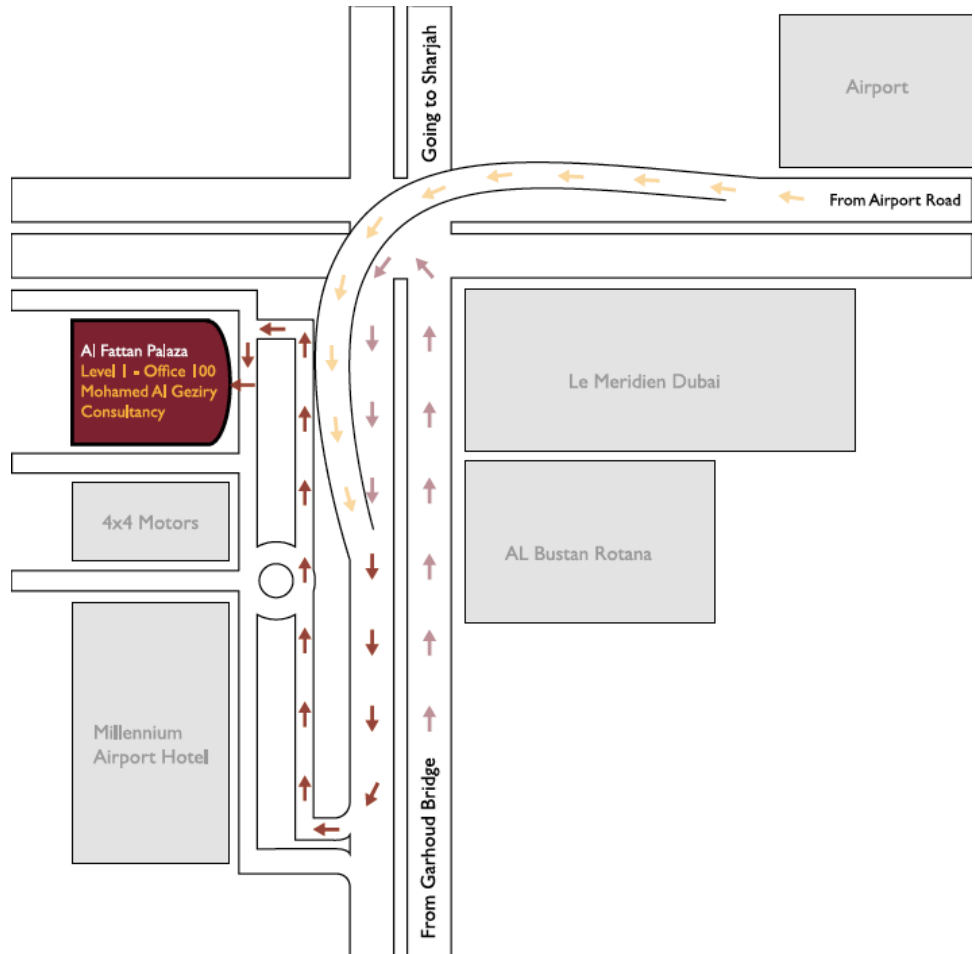 Going to Sharjah
Airport
From Airport Road
Al Fattan Palaza
Level 1 - Office 100
Mohamed Al Geziry
Consultancy
Le Meridien Dubai
4x4 Motors
AL Bustan Rotana
Millennium
Airport Hotel
From Garhoud Bridge